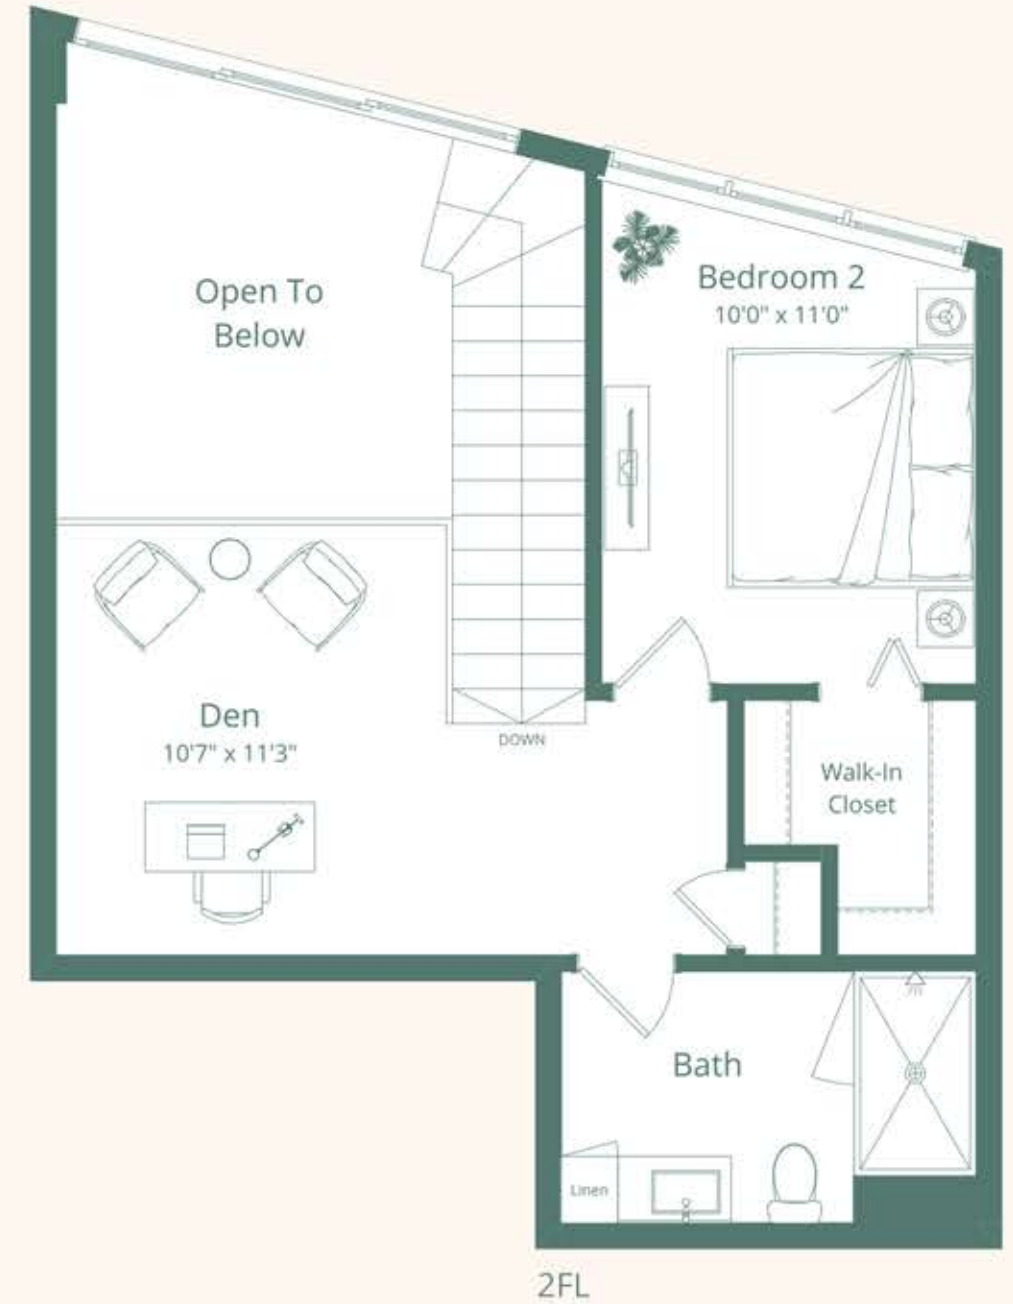 Open To
Below
Bedroom 2
10'0" x 11'0"
Den
10'7" x 11'3"
DOWN
Walk-In
Closet
Bath
Linen
2FL